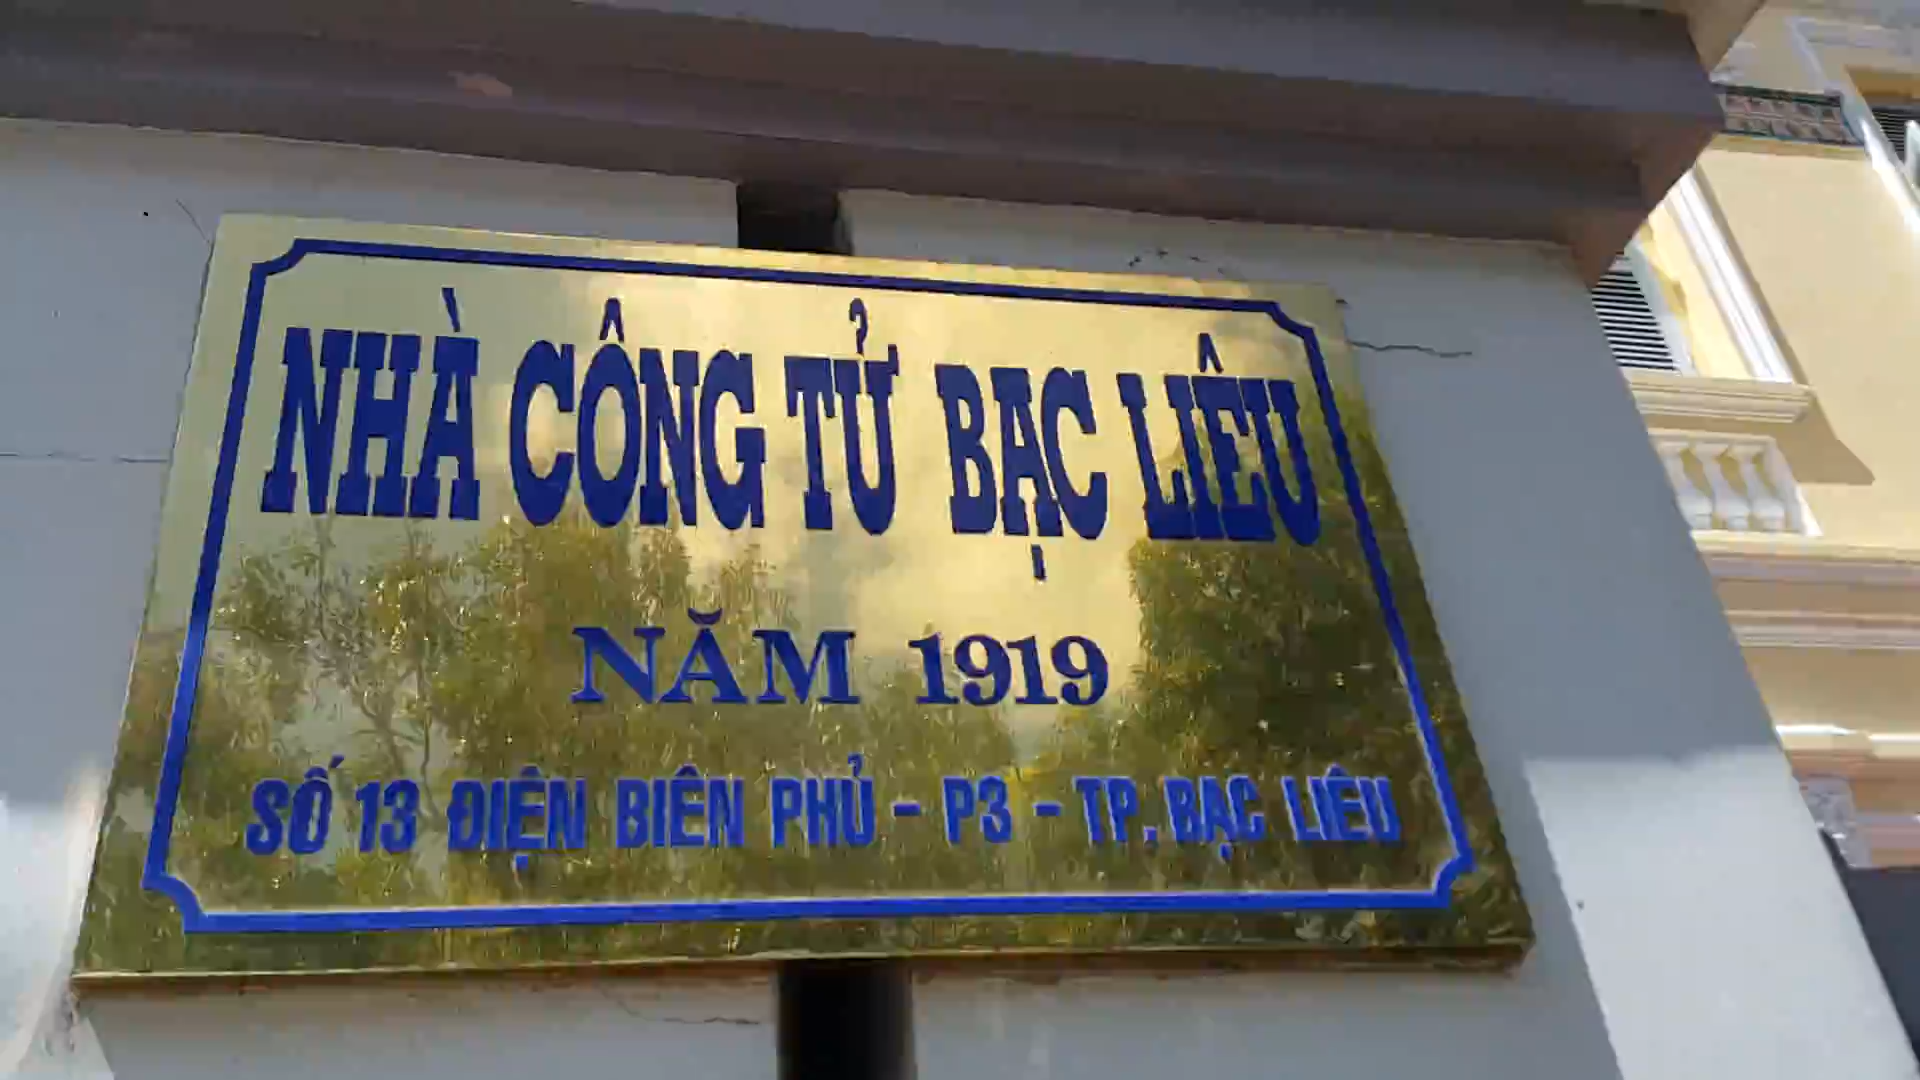 NHÀ CÔNG TỬ BẠC LIÊU
NĂM 1919
SỐ 13 ĐIỆN BIÊN PHỦ - P3 - TP. BẠC LIÊU